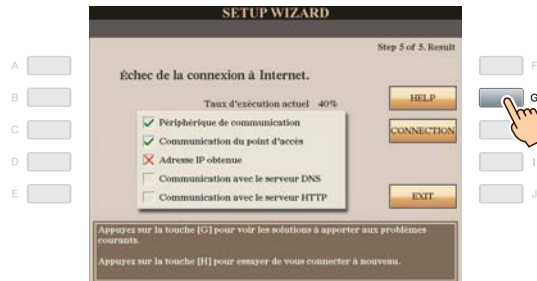 SETUP WIZARD
Step 5 of 5. Result
Échec de la connexion à Internet.
Taux d'exécution actuel 40%
Périphérique de communication
Communication du point d'accès
Adresse IP obtenue
Communication avec le serveur DNS
Communication avec le serveur HTTP
HELP
CONNECTION
EXIT
A
B
C
D
E
F
G
I
J
Appuyez sur la touche [G] pour voir les solutions à apporter aux problèmes
courants.
Appuyez sur la touche [H] pour essayer de vous connecter à nouveau.